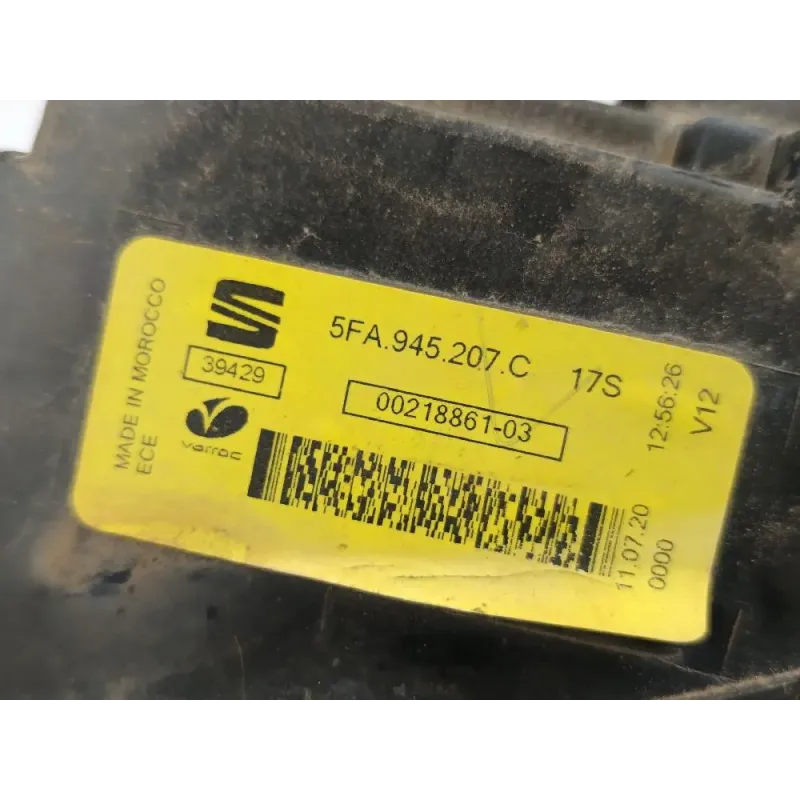 MADE IN MOROCCO
ECE
39429
varroc
5FA.945.207.C 17S
00218861-03
12:56:26
V12
11.07.20
0000